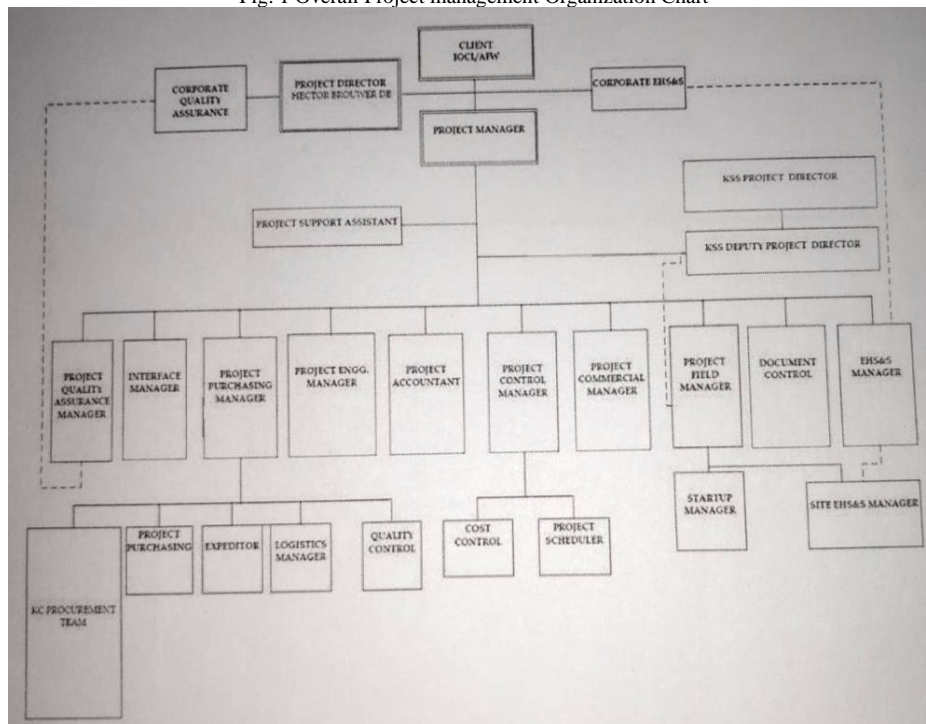 Fig. 1 Overall Project management Organization Chart
CLIENT
IOCL/AFW
CORPORATE
QUALITY
ASSURANCE
PROJECT DIRECTOR
HECTOR BROUWER DB
CORPORATE EHS&S
PROJECT MANAGER
KSS PROJECT DIRECTOR
PROJECT SUPPORT ASSISTANT
KSS DEPUTY PROJECT DIRECTOR
PROJECT
QUALITY
ASSURANCE
MANAGER
INTERFACE
MANAGER
PROJECT
PURCHASING
MANAGER
PROJECT ENGG.
MANAGER
PROJECT
ACCOUNTANT
PROJECT
CONTROL
MANAGER
PROJECT
COMMERCIAL
MANAGER
PROJECT
FIELD
MANAGER
DOCUMENT
CONTROL
EHS&S
MANAGER
KC PROCUREMENT
TEAM
PROJECT
PURCHASING
EXPEDITOR
LOGISTICS
MANAGER
QUALITY
CONTROL
COST
CONTROL
PROJECT
SCHEDULER
STARTUP
MANAGER
SITE EHS&S MANAGER